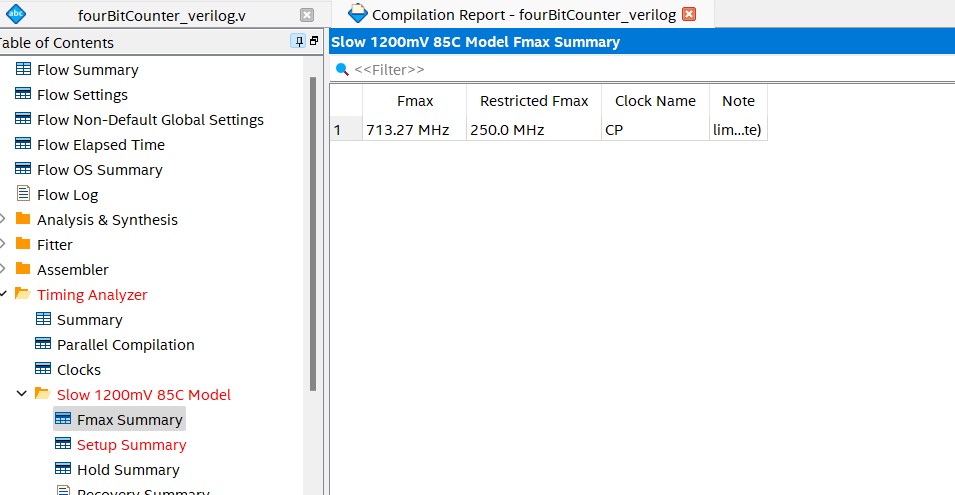 abc fourBitCounter_verilog.v
Compilation Report - fourBitCounter_verilog
Table of Contents
Slow 1200mV 85C Model Fmax Summary
<<Filter>>
Fmax Restricted Fmax Clock Name Note
1 713.27 MHz 250.0 MHz CP lim...te)
Flow Summary
Flow Settings
Flow Non-Default Global Settings
Flow Elapsed Time
Flow OS Summary
Flow Log
Analysis & Synthesis
Fitter
Assembler
Timing Analyzer
Summary
Parallel Compilation
Clocks
Slow 1200mV 85C Model
Fmax Summary
Setup Summary
Hold Summary
Recovery Summary